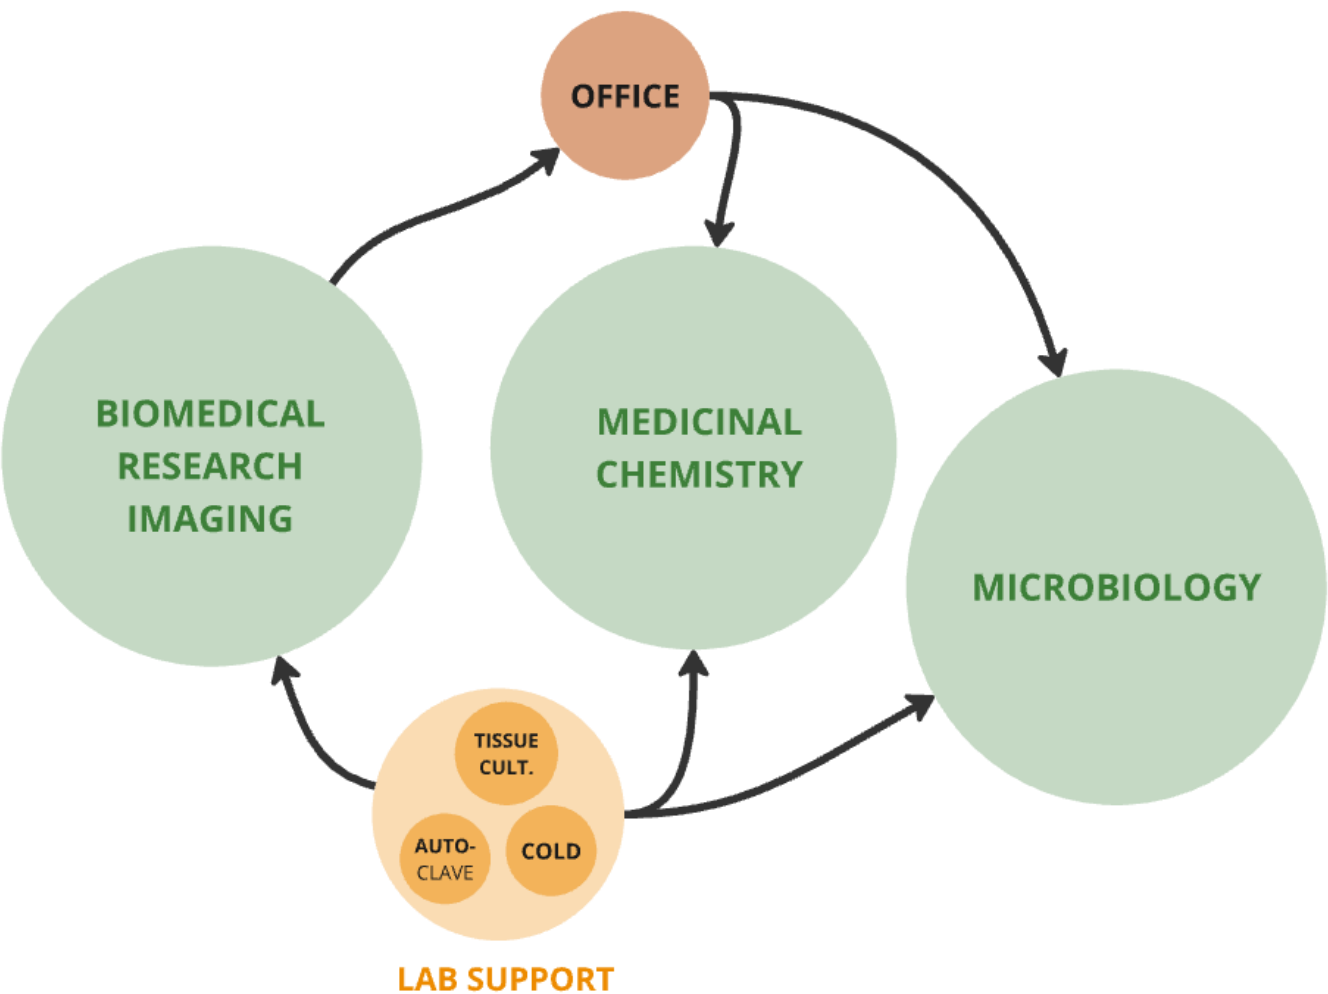 OFFICE
BIOMEDICAL
RESEARCH
IMAGING
MEDICINAL
CHEMISTRY
MICROBIOLOGY
TISSUE
CULT.
AUTO-
CLAVE
COLD
LAB SUPPORT